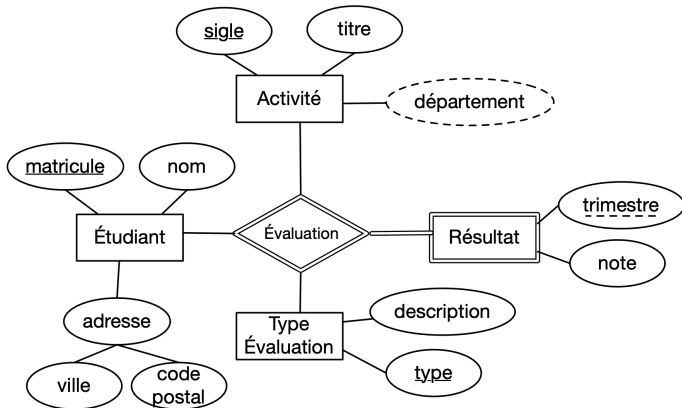 sigle
titre
Activité
département
matricule
nom
trimestre
Étudiant
Évaluation
Résultat
note
adresse
description
Type
Évaluation
ville
code
postal
type